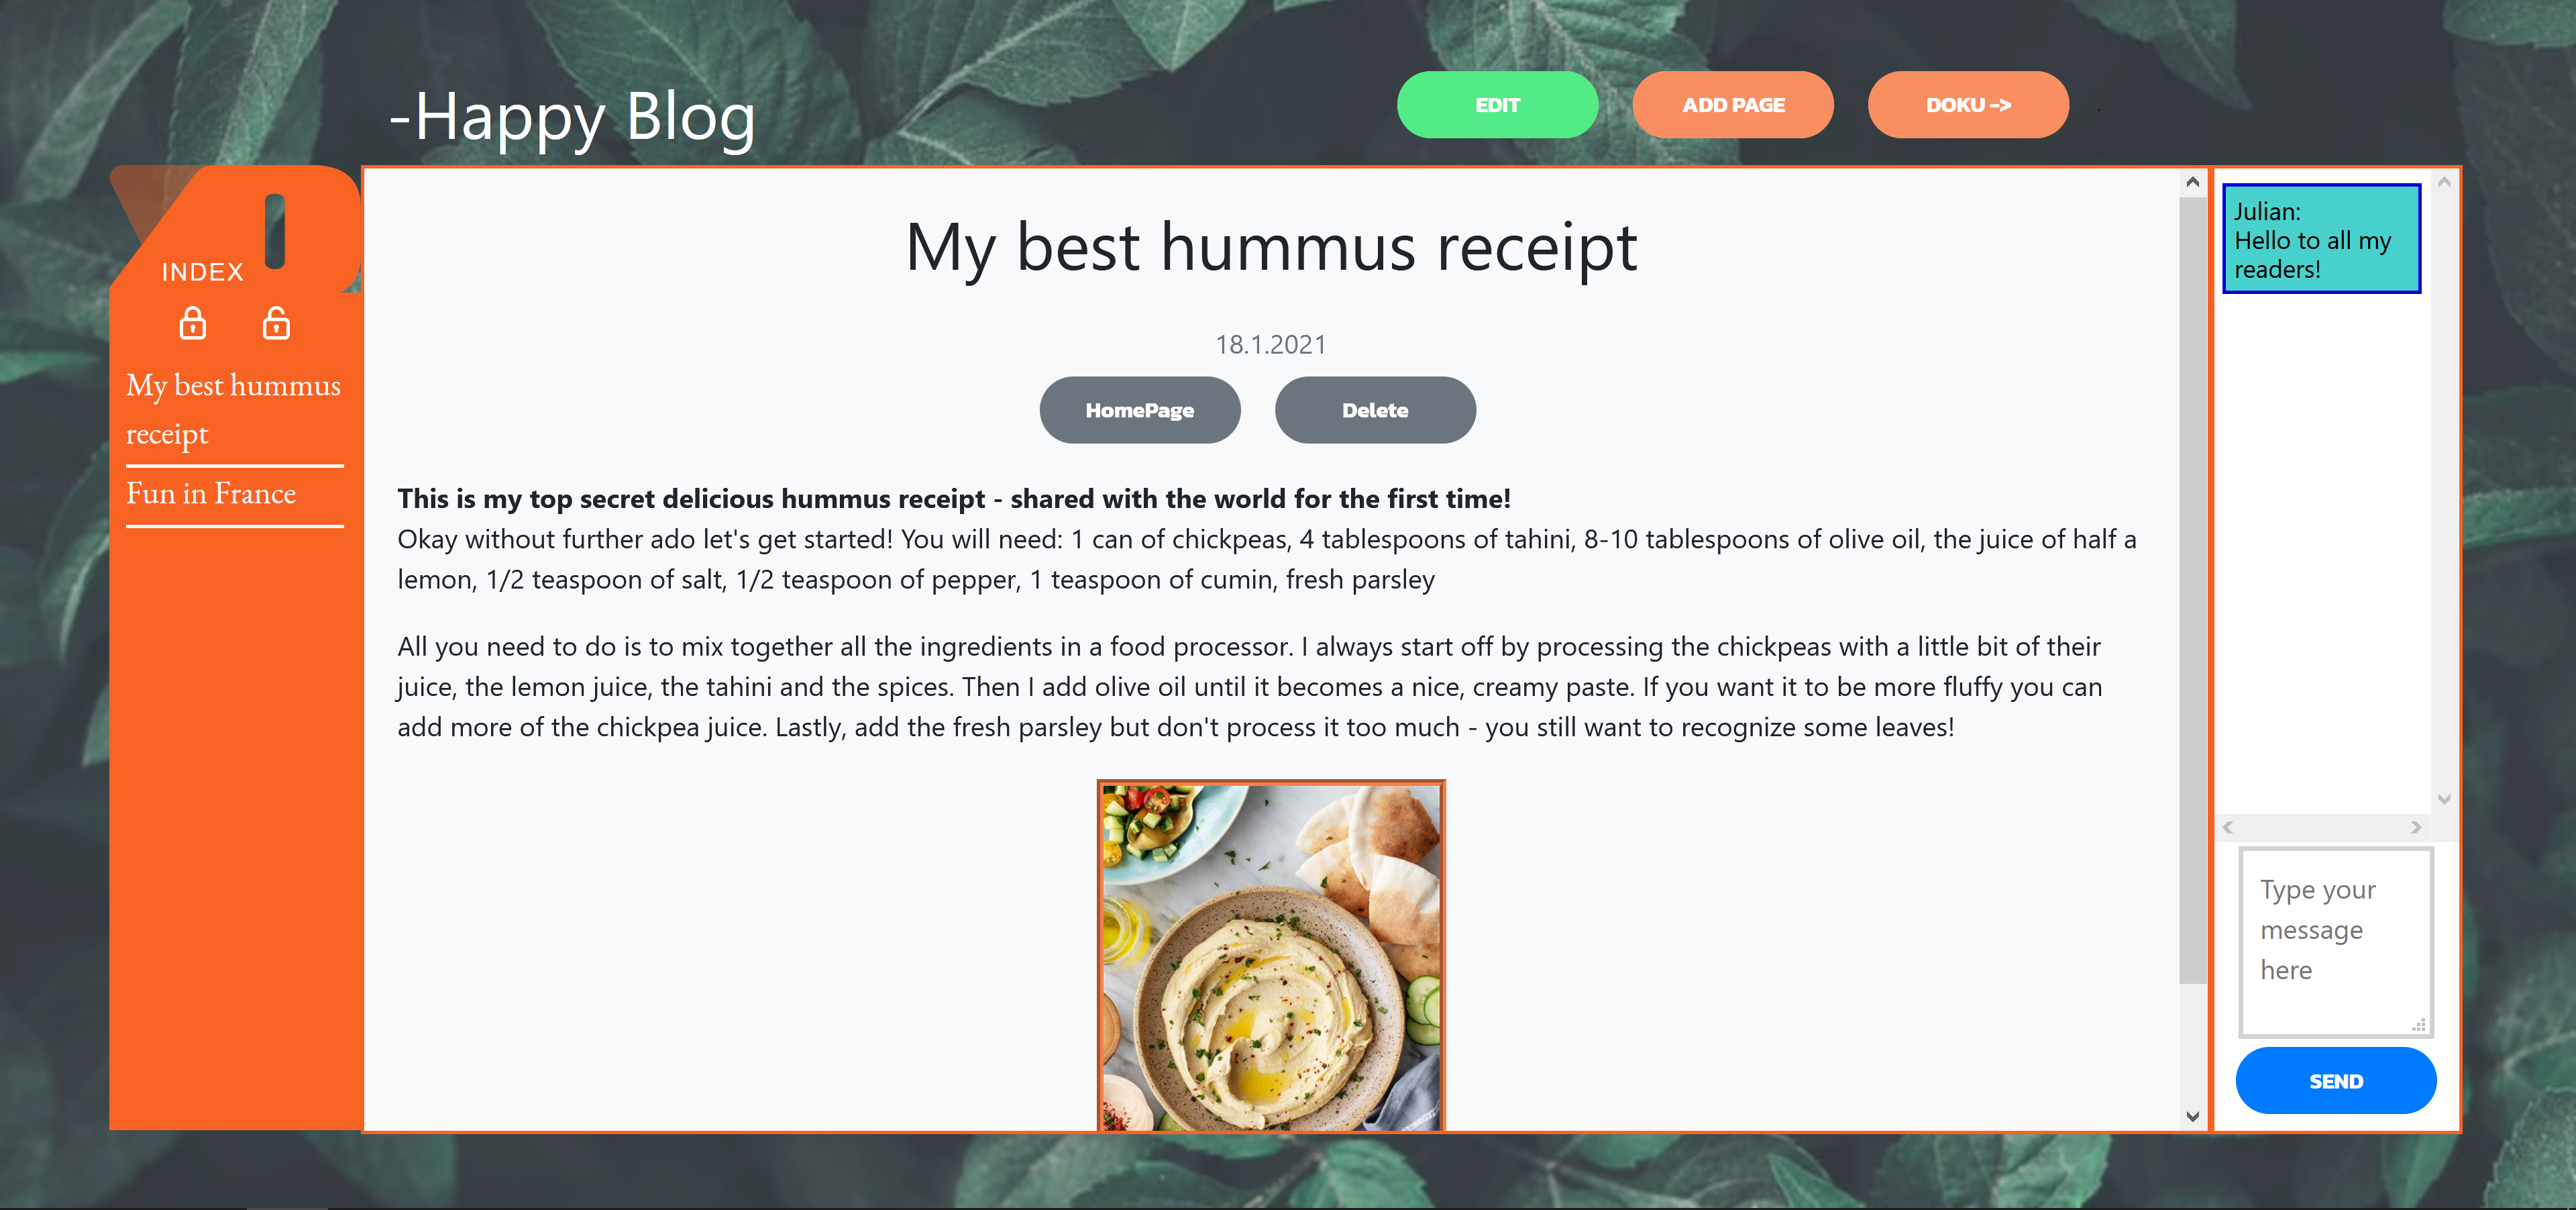 -Happy Blog
EDIT
ADD PAGE
DOKU ->
INDEX
My best hummus
receipt
Fun in France
My best hummus receipt
18.1.2021
HomePage
Delete
This is my top secret delicious hummus receipt - shared with the world for the first time!
Okay without further ado let's get started! You will need: 1 can of chickpeas, 4 tablespoons of tahini, 8-10 tablespoons of olive oil, the juice of half a
lemon, 1/2 teaspoon of salt, 1/2 teaspoon of pepper, 1 teaspoon of cumin, fresh parsley
All you need to do is to mix together all the ingredients in a food processor. I always start off by processing the chickpeas with a little bit of their
juice, the lemon juice, the tahini and the spices. Then I add olive oil until it becomes a nice, creamy paste. If you want it to be more fluffy you can
add more of the chickpea juice. Lastly, add the fresh parsley but don't process it too much - you still want to recognize some leaves!
Julian:
Hello to all my
readers!
Type your
message
here
SEND